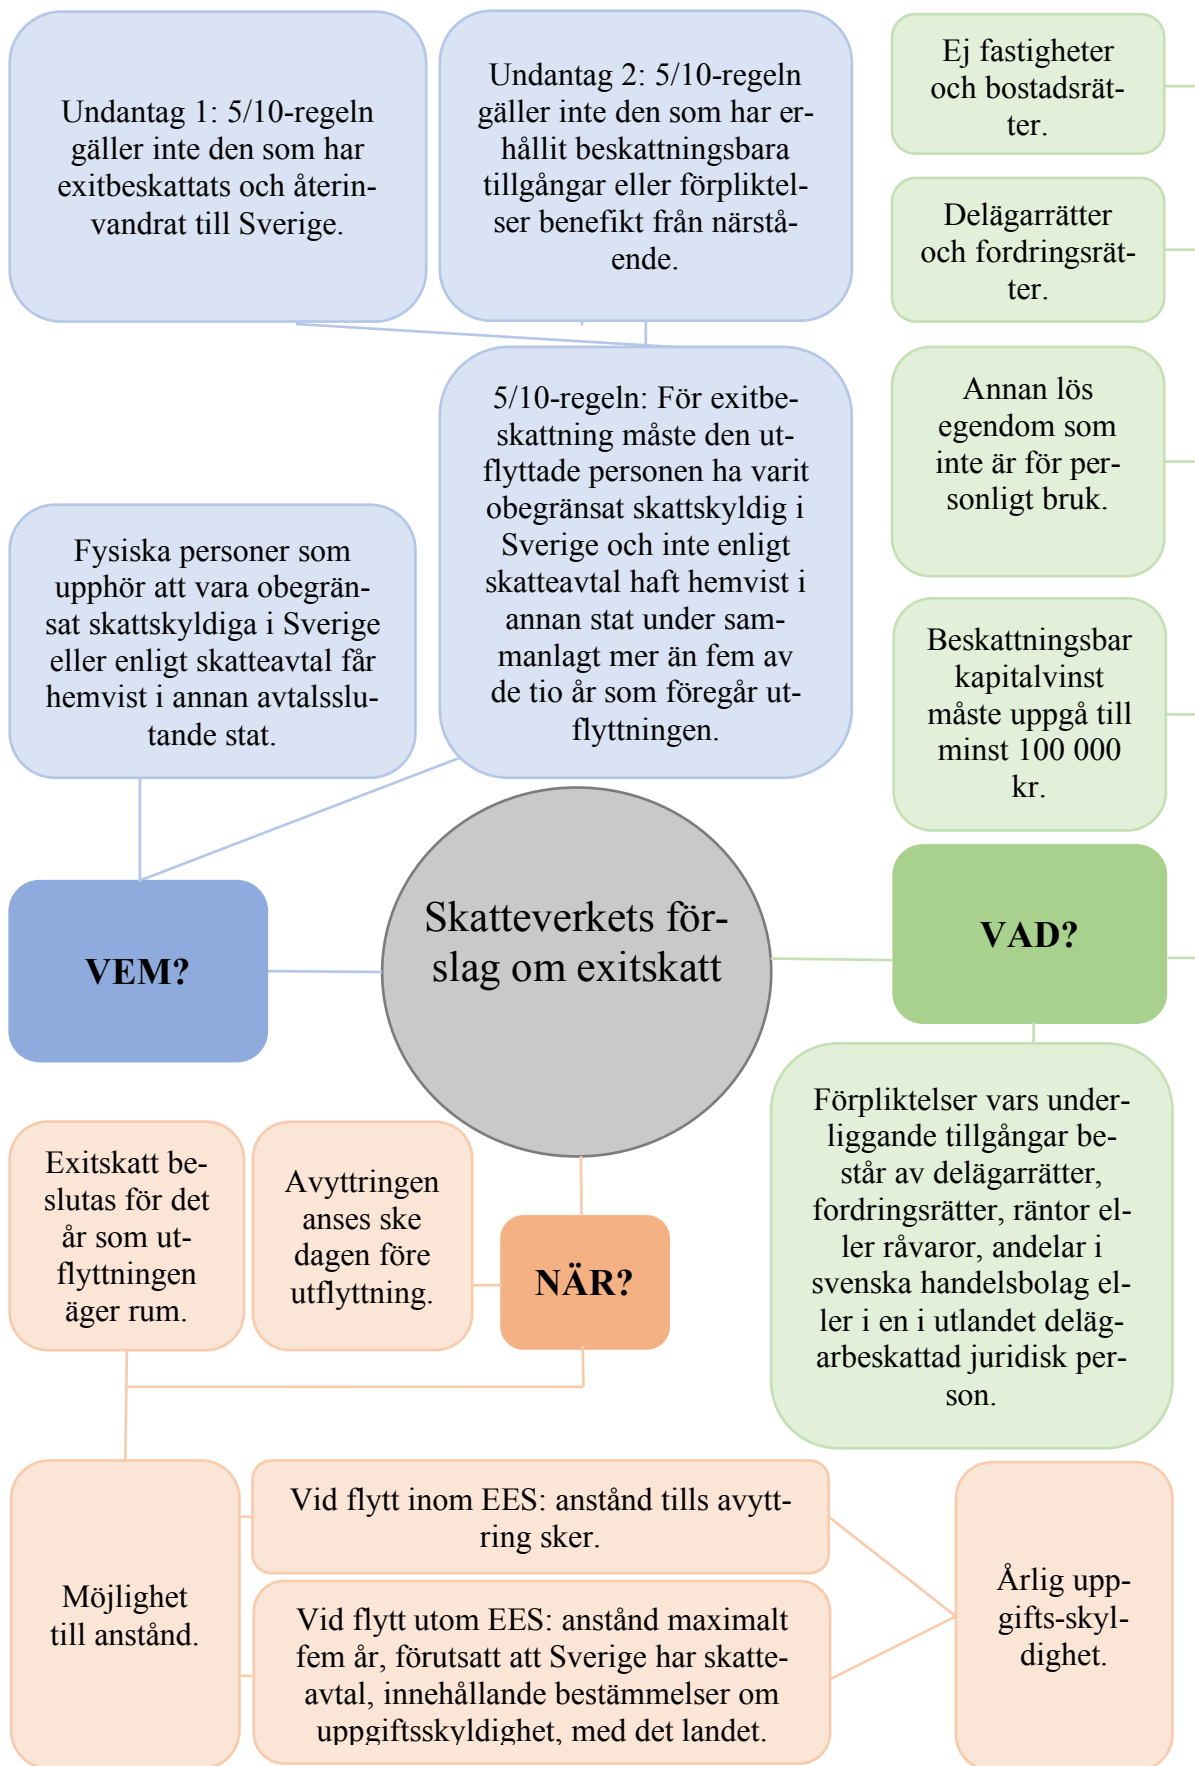 Undantag 1: 5/10-regeln
gäller inte den som har
exitbeskattats och återin-
vandrat till Sverige.
Undantag 2: 5/10-regeln
gäller inte den som har er-
hållit beskattningsbara
tillgångar eller förpliktel-
ser benefikt från närstå-
ende.
Ej fastigheter
och bostadsrät-
ter.
Delägarrätter
och fordringsrät-
ter.
Annan lös
egendom som
inte är för per-
sonligt bruk.
5/10-regeln: För exitbe-
skattning måste den ut-
flyttade personen ha varit
obegränsat skattskyldig i
Sverige och inte enligt
skatteavtal haft hemvist i
annan stat under sam-
manlagt mer än fem av
de tio år som föregår ut-
flyttningen.
Fysiska personer som
upphör att vara obegrän-
sat skattskyldiga i Sverige
eller enligt skatteavtal får
hemvist i annan avtalsslu-
tande stat.
Beskattningsbar
kapitalvinst
måste uppgå till
minst 100 000
kr.
VEM?
Skatteverkets för-
slag om exitskatt
VAD?
Förpliktelser vars under-
liggande tillgångar be-
står av delägarrätter,
fordringsrätter, räntor el-
ler råvaror, andelar i
svenska handelsbolag el-
ler i en i utlandet deläg-
arbeskattad juridisk per-
son.
Exitskatt be-
slutas för det
år som ut-
flyttningen
äger rum.
Avyttringen
anses ske
dagen före
utflyttning.
NÄR?
Möjlighet
till anstånd.
Vid flytt inom EES: anstånd tills avytt-
ring sker.
Vid flytt utom EES: anstånd maximalt
fem år, förutsatt att Sverige har skatte-
avtal, innehållande bestämmelser om
uppgiftsskyldighet, med det landet.
Årlig upp-
gifts-skyl-
dighet.